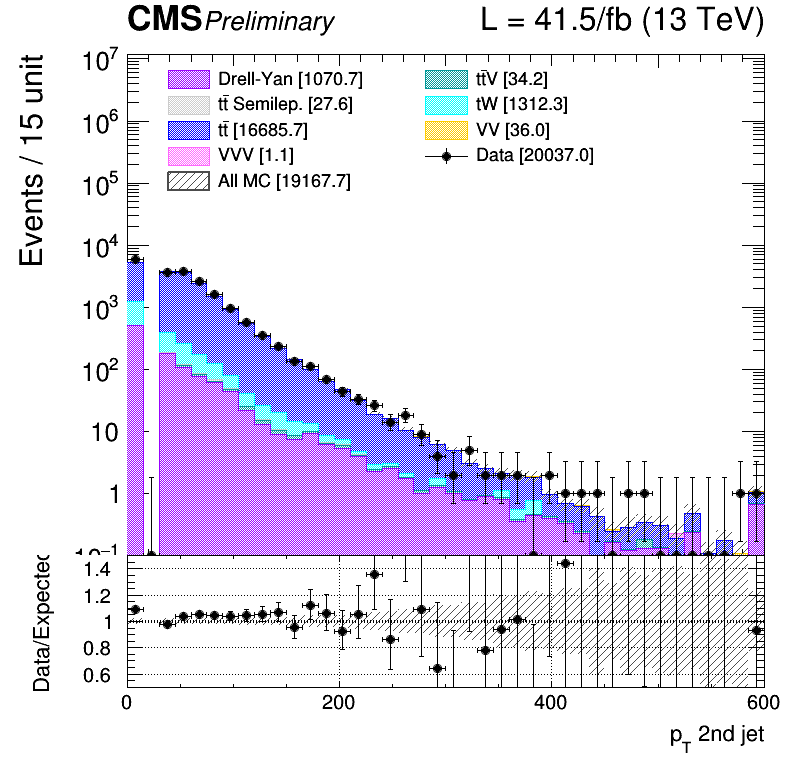 CMS Preliminary L = 41.5/fb (13 TeV)
Events / 15 unit
10⁷
10⁶
10⁵
10⁴
10³
10²
10
1
10⁻¹
Drell-Yan [1070.7]
tt̄ Semilep. [27.6]
tt̄ [16685.7]
VVV [1.1]
All MC [19167.7]
tt̄V [34.2]
tW [1312.3]
VV [36.0]
Data [20037.0]
Data/Expected
1.4
1.2
1
0.8
0.6
0 200 400 600
p_T 2nd jet